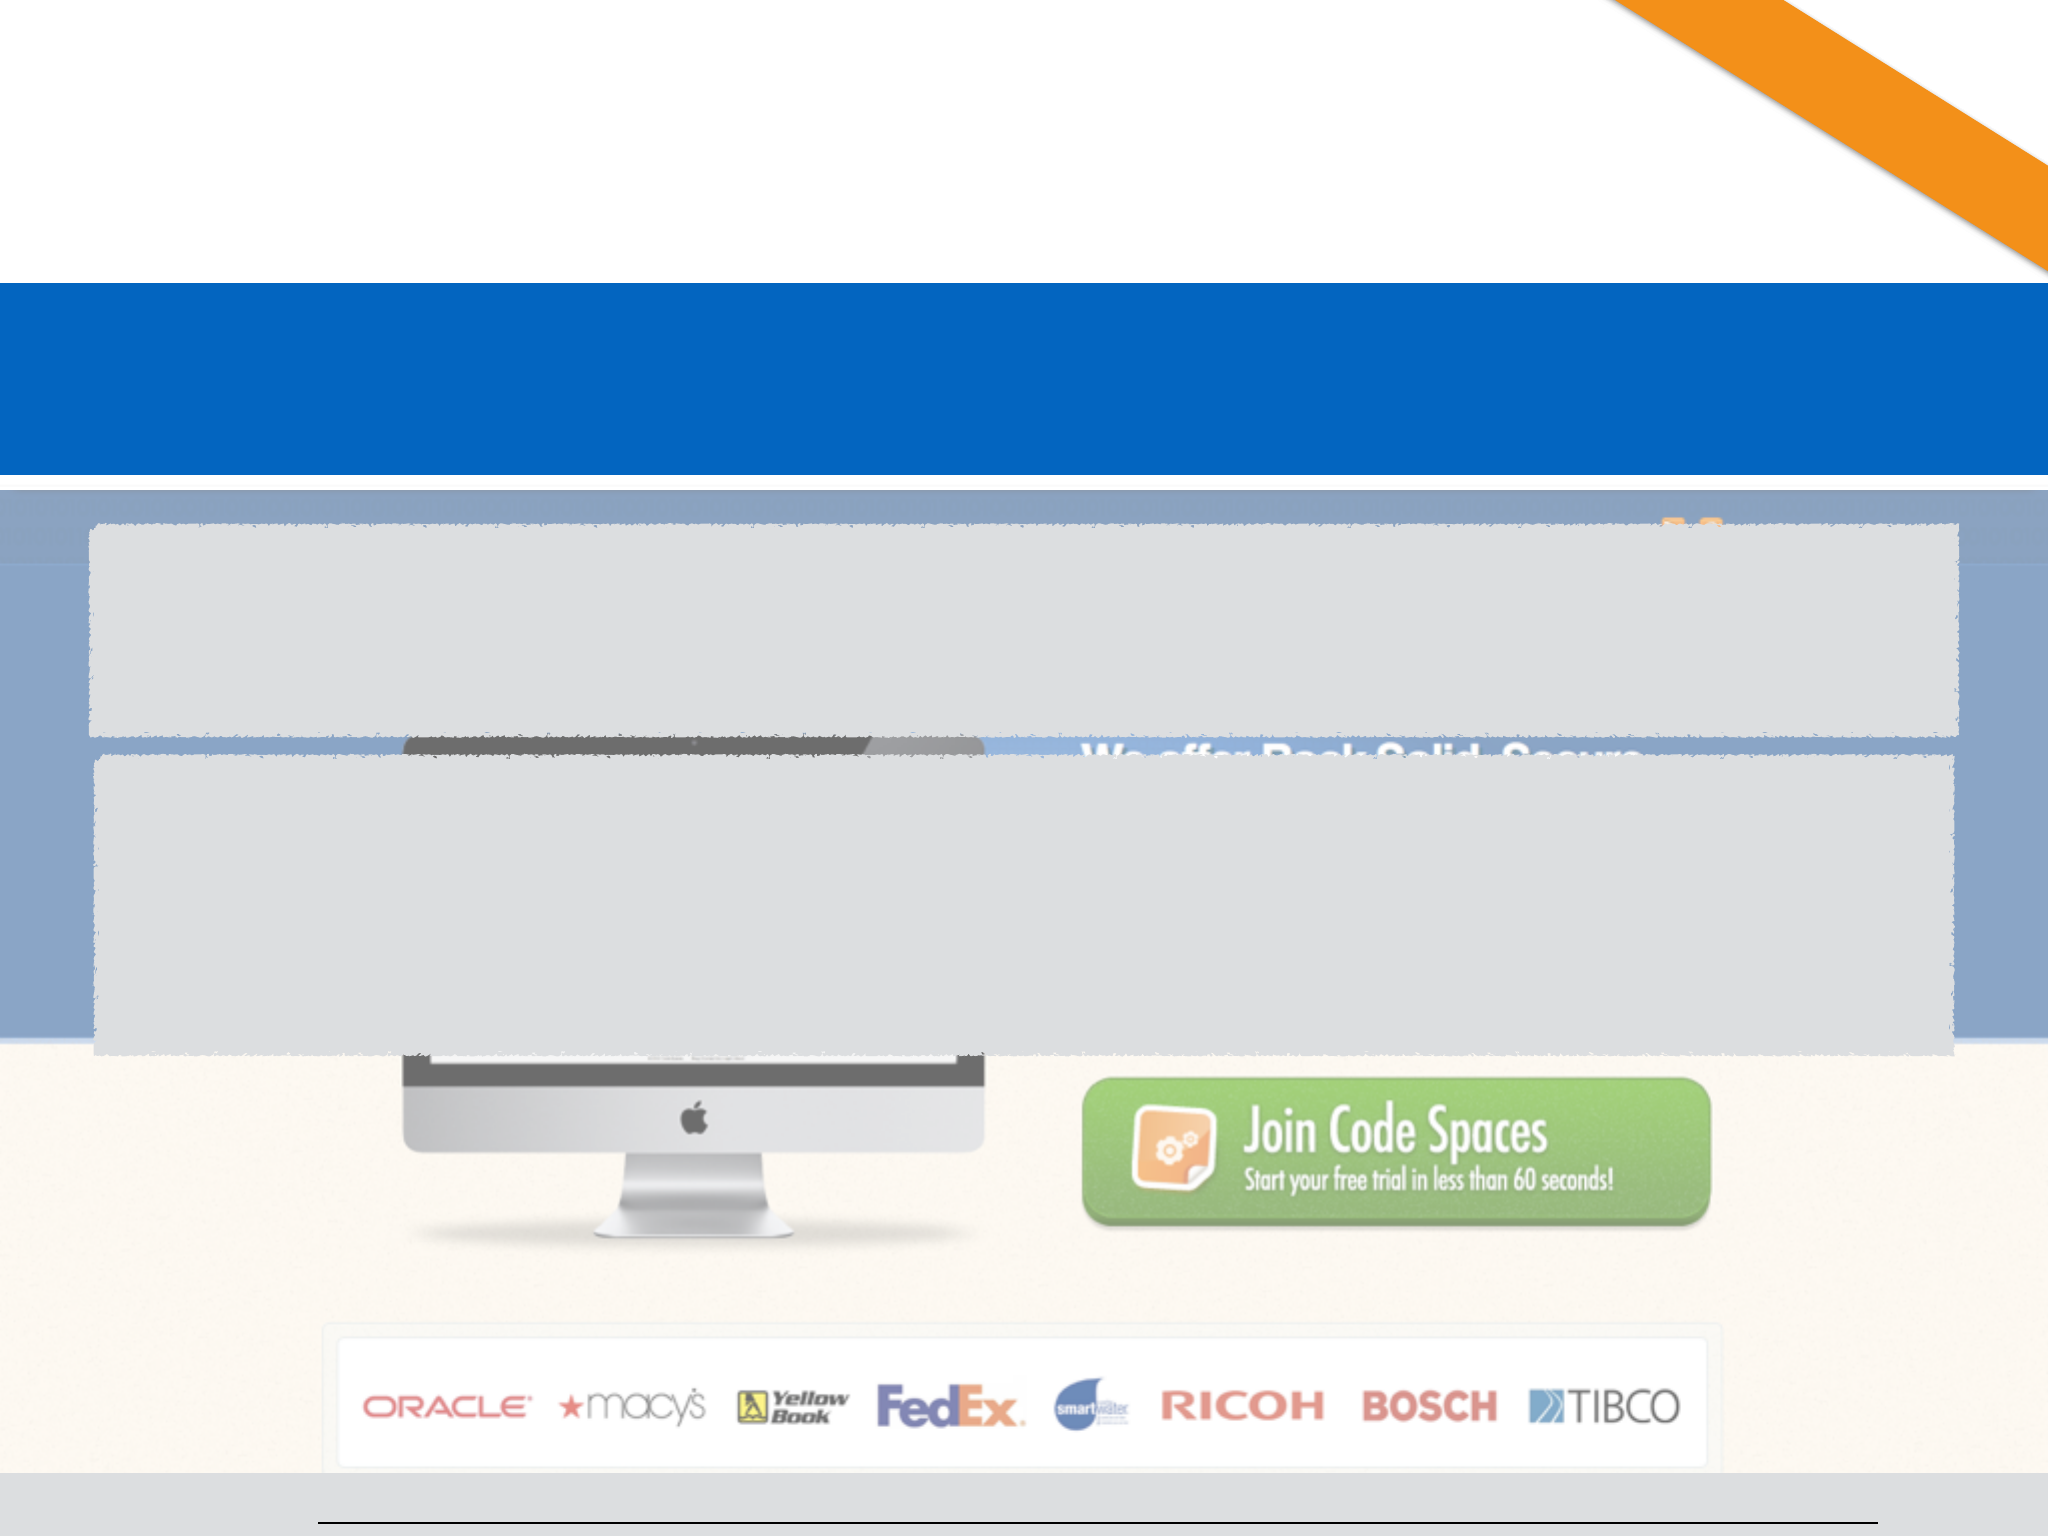 We offer Rock Solid, Secure
Join Code Spaces
Start your free trial in less than 60 seconds!
ORACLE macy's Yellow Book FedEx smartwater RICOH BOSCH TIBCO